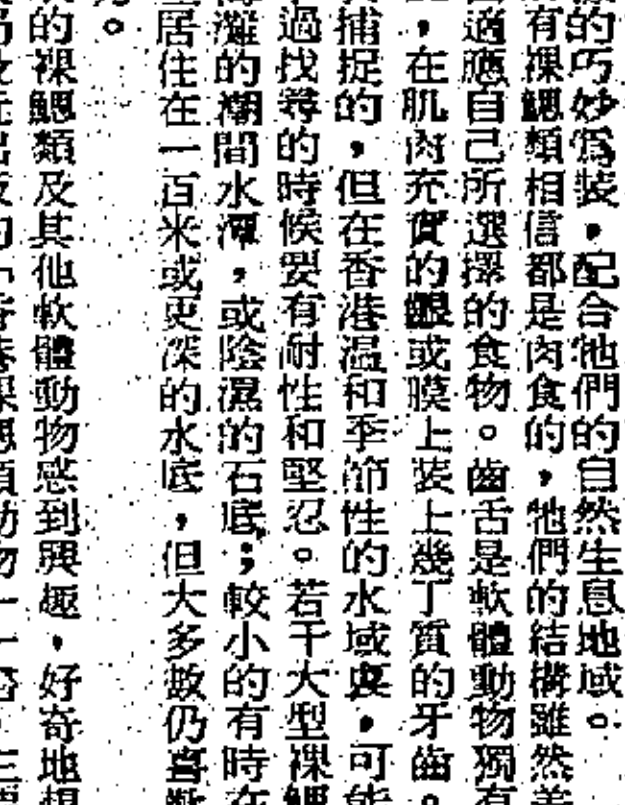 的巧妙僞裝，配合牠們的自然生息地域。
有裸鰓類相信都是肉食的，牠們的結構雖然
適應自己所選擇的食物。齒舌是軟體動物獨有
，在肌肉充實的齦或膜上裝上幾丁質的牙齒。
捕捉的，但在香港温和季節性的水域裏，可能
過找尋的時候要有耐性和堅忍。若干大型裸鰓
灘的潮間水潭，或陰濕的石底；較小的有時在
居住在一百米或更深的水底，但大多數仍喜歡
。
的裸鰓類及其他軟體動物感到興趣，好奇地想